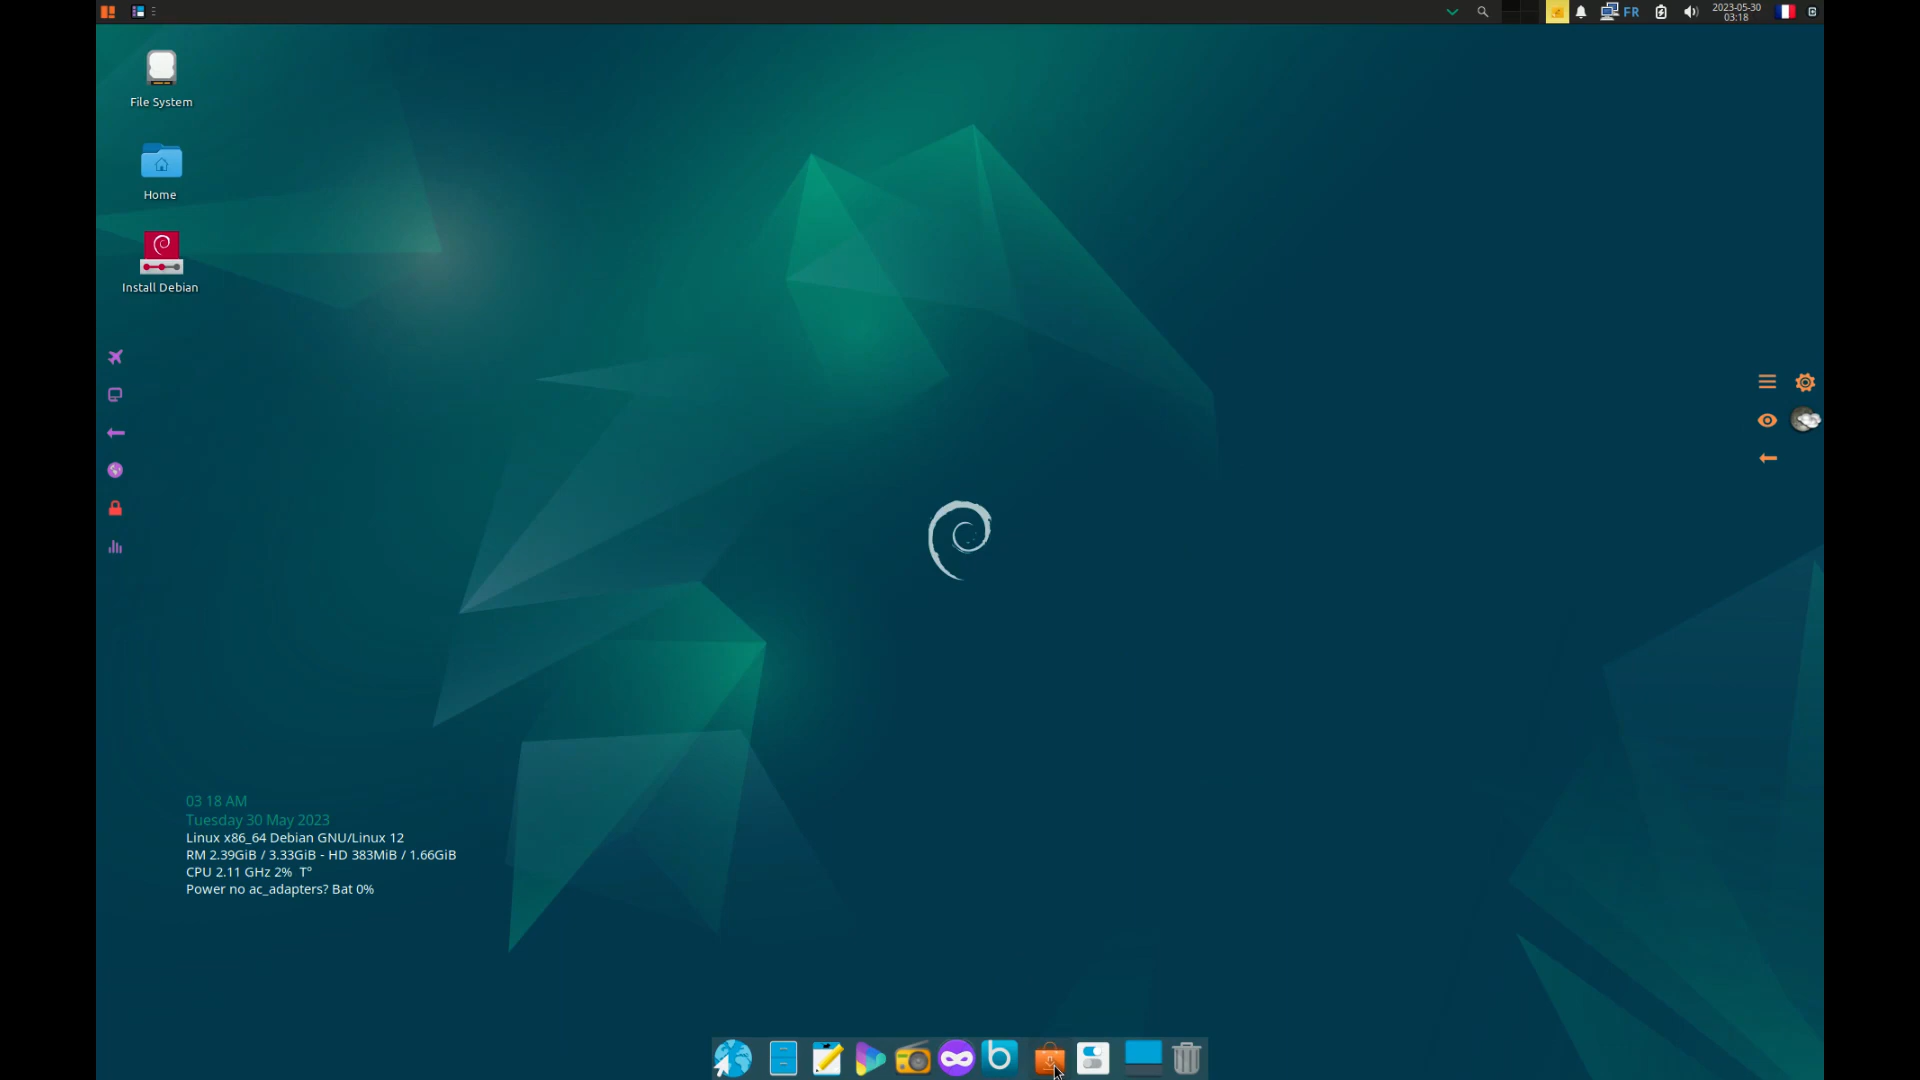 FR
2023-05-30
03:18
File System
Home
Install Debian
03 18 AM
Tuesday 30 May 2023
Linux x86_64 Debian GNU/Linux 12
RM 2.39GiB / 3.33GiB - HD 383MiB / 1.66GiB
CPU 2.11 GHz 2%  T°
Power no ac_adapters? Bat 0%